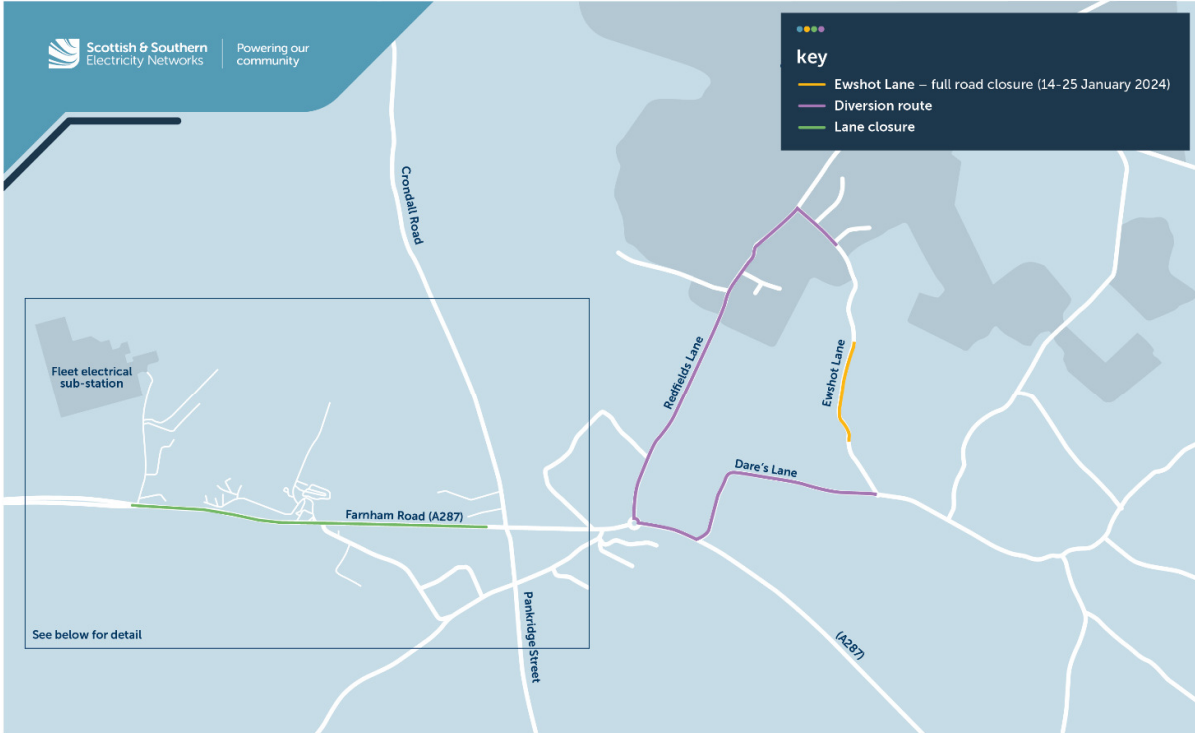 Scottish & Southern
Electricity Networks
Powering our
community
key
Ewshot Lane – full road closure (14-25 January 2024)
Diversion route
Lane closure
Crondall Road
Fleet electrical
sub-station
Redfields Lane
Ewshot Lane
Dare's Lane
Farnham Road (A287)
Pankridge Street
(A287)
See below for detail